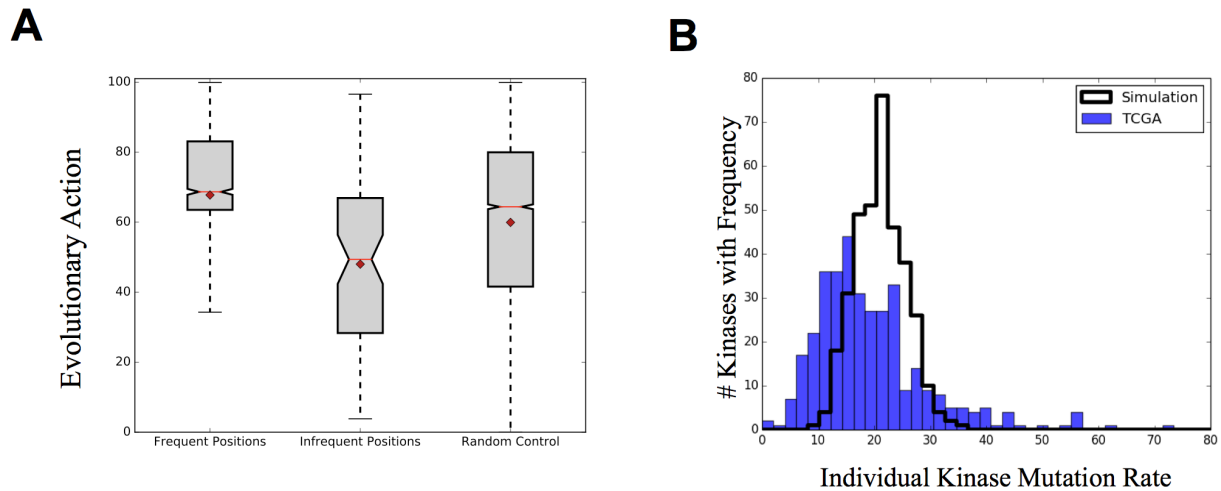 A
Evolutionary Action
100
80
60
40
20
0
Frequent Positions
Infrequent Positions
Random Control
B
# Kinases with Frequency
80
70
60
50
40
30
20
10
0
Simulation
TCGA
0
10
20
30
40
50
60
70
80
Individual Kinase Mutation Rate